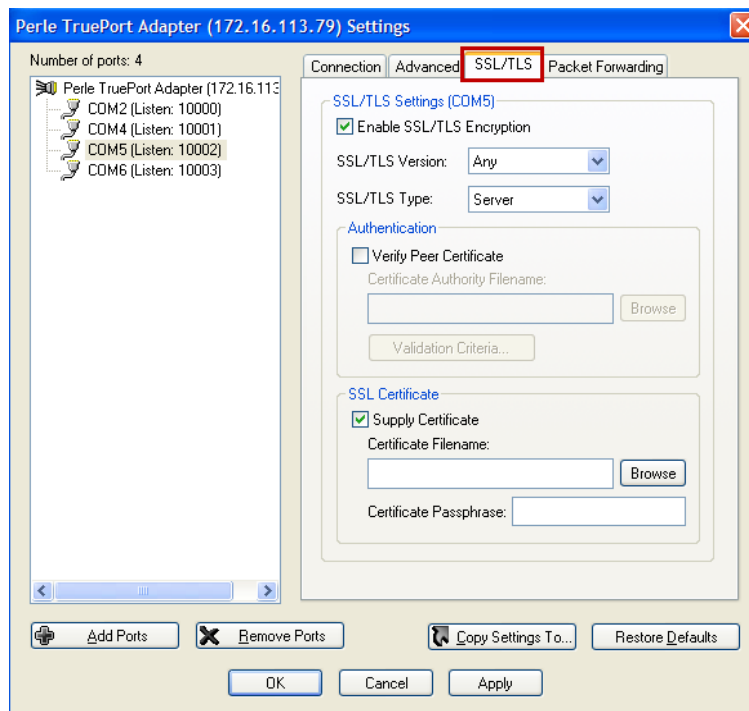 Perle TruePort Adapter (172.16.113.79) Settings
Number of ports: 4
Perle TruePort Adapter (172.16.113
COM2 (Listen: 10000)
COM4 (Listen: 10001)
COM5 (Listen: 10002)
COM6 (Listen: 10003)
Connection Advanced SSL/TLS Packet Forwarding
SSL/TLS Settings (COM5)
Enable SSL/TLS Encryption
SSL/TLS Version: Any
SSL/TLS Type: Server
Authentication
Verify Peer Certificate
Certificate Authority Filename:
Browse
Validation Criteria...
SSL Certificate
Supply Certificate
Certificate Filename:
Browse
Certificate Passphrase:
Add Ports Remove Ports Copy Settings To... Restore Defaults
OK Cancel Apply